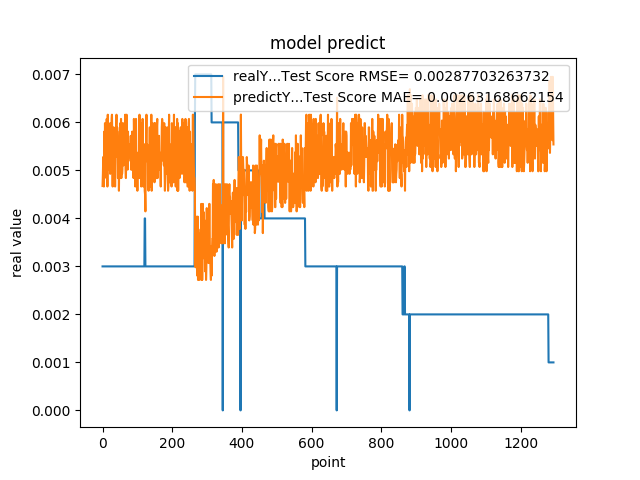 model predict
realY...Test Score RMSE= 0.00287703263732
predictY...Test Score MAE= 0.00263168662154
0.007
0.006
0.005
0.004
0.003
0.002
0.001
0.000
real value
0 200 400 600 800 1000 1200
point